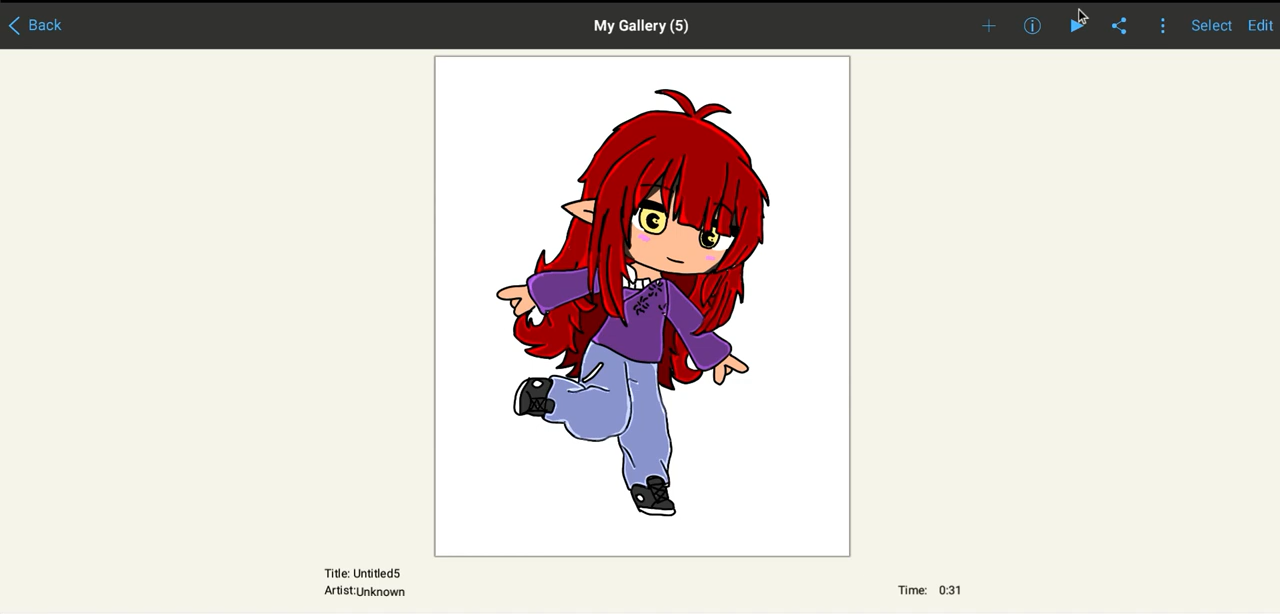 Back
My Gallery (5)
Select
Edit
Title: Untitled5
Artist:Unknown
Time: 0:31